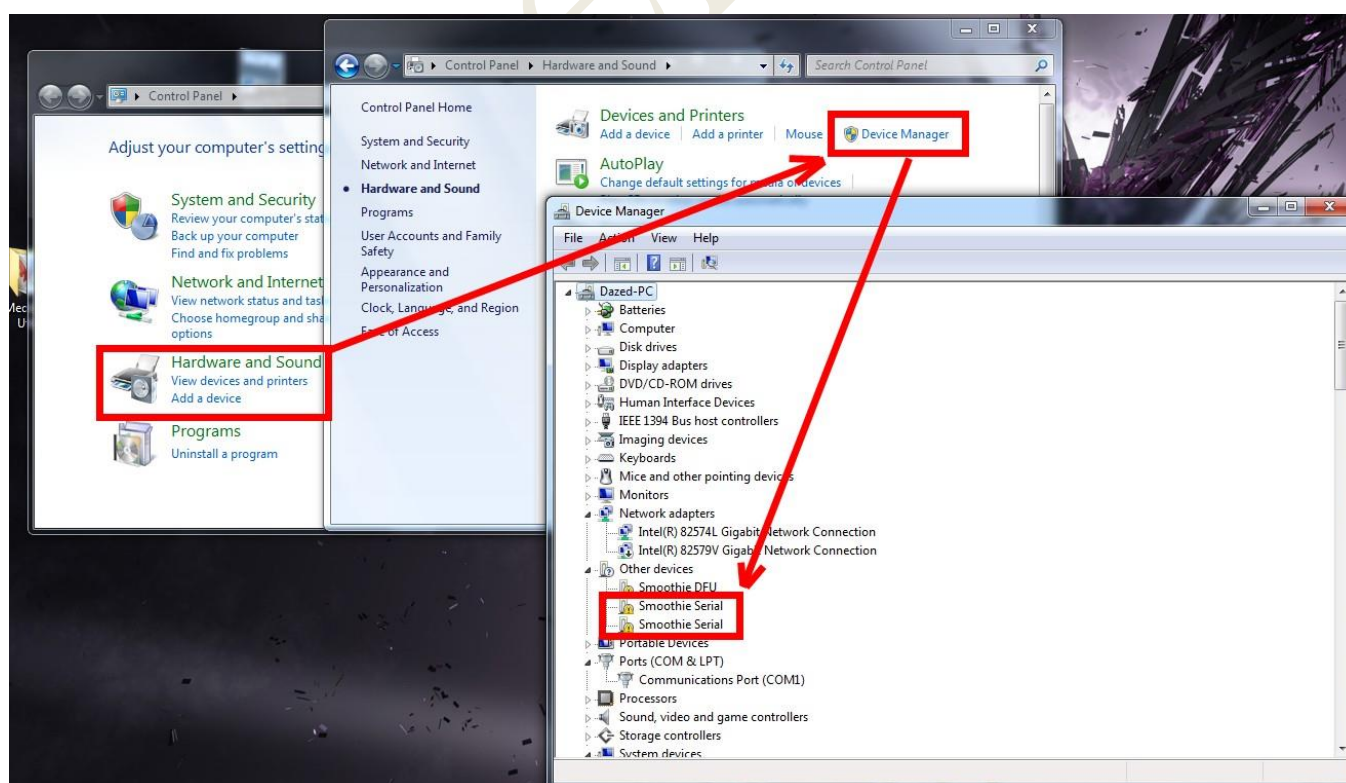 Control Panel
Adjust your computer's setting
System and Security
Review your computer's stat
Back up your computer
Find and fix problems
Network and Internet
View network status and tas
Choose homegroup and sha
options
Hardware and Sound
View devices and printers
Add a device
Programs
Uninstall a program
Control Panel Hardware and Sound Search Control Panel
Control Panel Home
System and Security
Network and Internet
Hardware and Sound
Programs
User Accounts and Family
Safety
Appearance and
Personalization
Clock, Language, and Region
Ease of Access
Devices and Printers
Add a device Add a printer Mouse Device Manager
AutoPlay
Change default settings for media or devices
Device Manager
File Action View Help
Dazed-PC
Batteries
Computer
Disk drives
Display adapters
DVD/CD-ROM drives
Human Interface Devices
IEEE 1394 Bus host controllers
Imaging devices
Keyboards
Mice and other pointing devices
Monitors
Network adapters
Intel(R) 82574L Gigabit Network Connection
Intel(R) 82579V Gigabit Network Connection
Other devices
Smoothie DFU
Smoothie Serial
Smoothie Serial
Portable Devices
Ports (COM & LPT)
Communications Port (COM1)
Processors
Sound, video and game controllers
Storage controllers
System devices